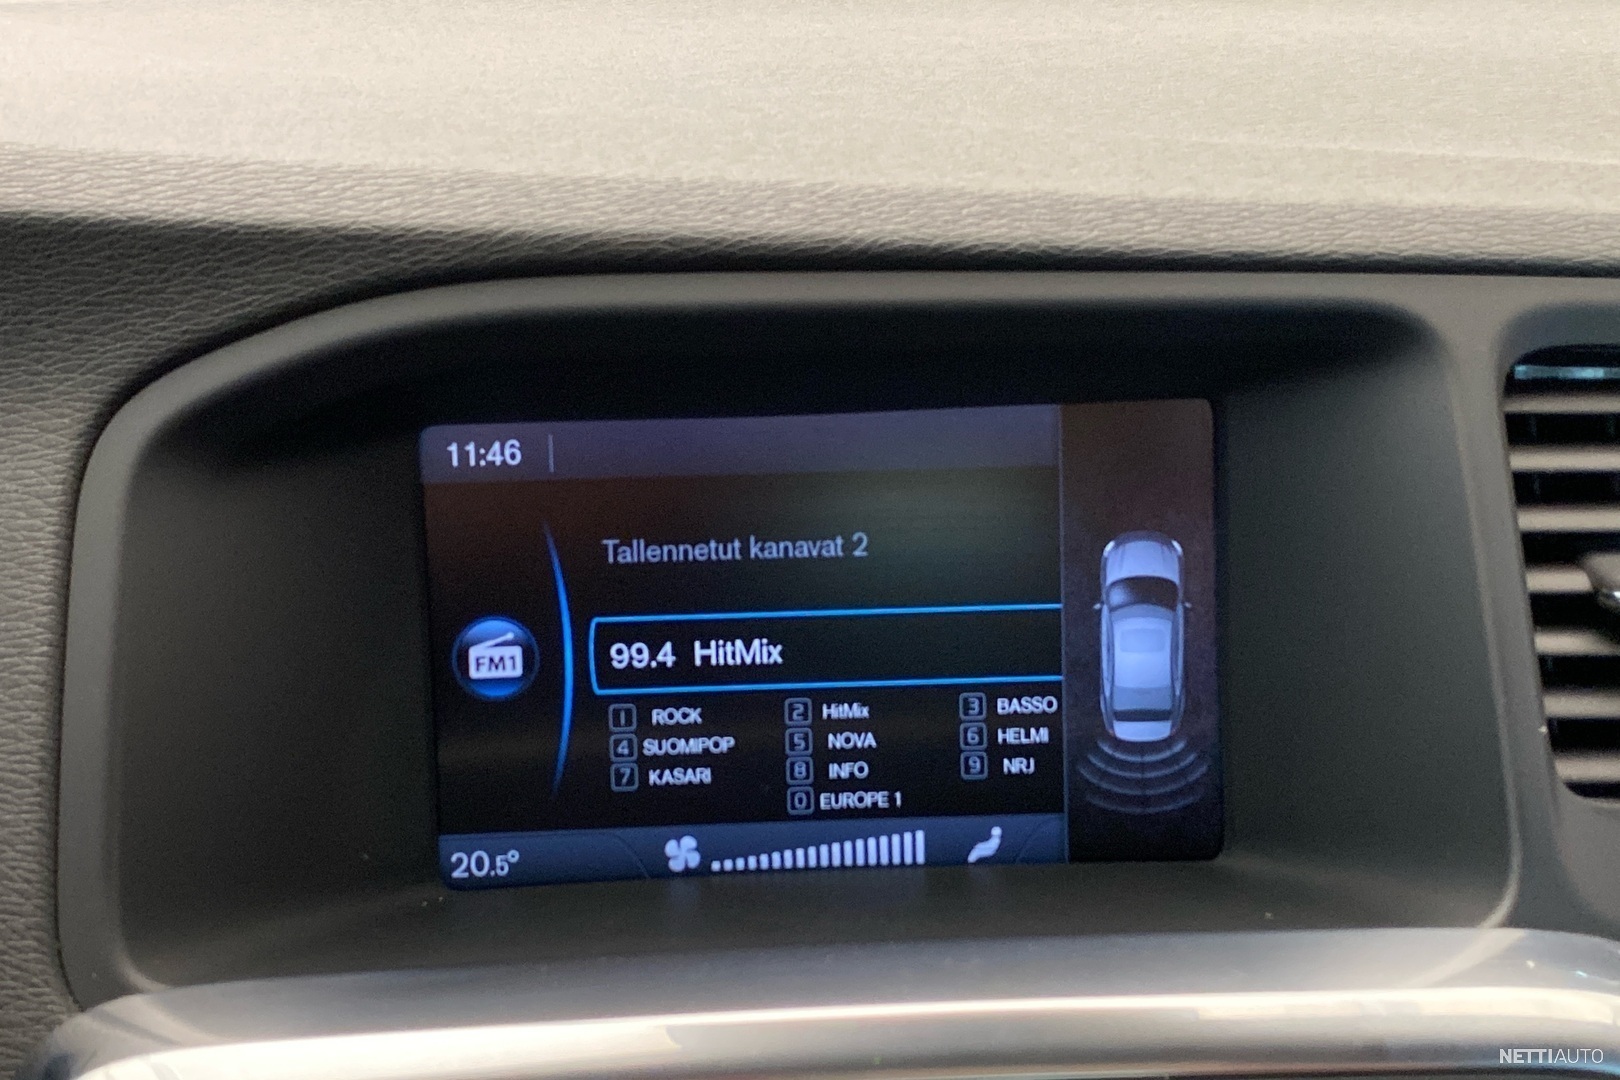 11:46
Tallennetut kanavat 2
FM1
99.4 HitMix
1 ROCK 2 HitMix 3 BASSO
4 SUOMIPOP 5 NOVA 6 HELMI
7 KASARI 8 INFO 9 NRJ
0 EUROPE 1
20.5°
NETTIAUTO